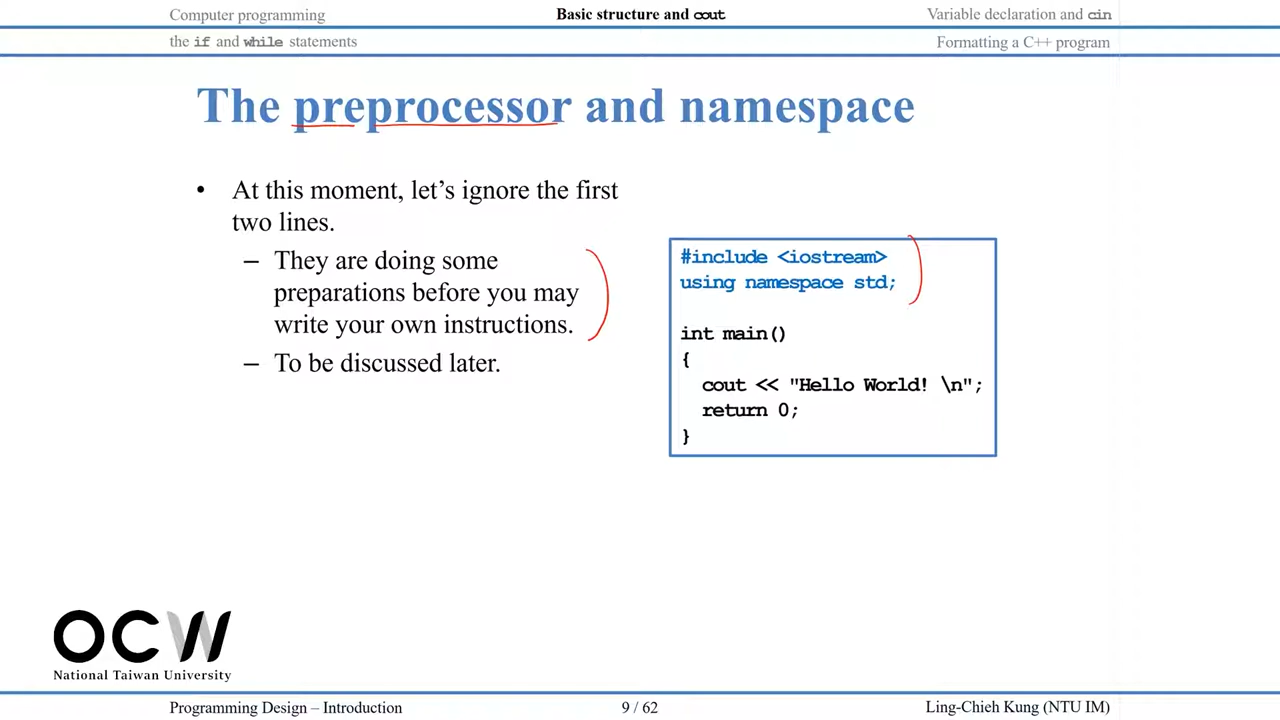 Computer programming
Basic structure and cout
Variable declaration and cin
the if and while statements
Formatting a C++ program
The preprocessor and namespace
• At this moment, let’s ignore the first
two lines.
– They are doing some
preparations before you may
write your own instructions.
– To be discussed later.
#include <iostream>
using namespace std;
int main()
{
cout << "Hello World! \n";
return 0;
}
OCW
National Taiwan University
Programming Design – Introduction
9 / 62
Ling-Chieh Kung (NTU IM)